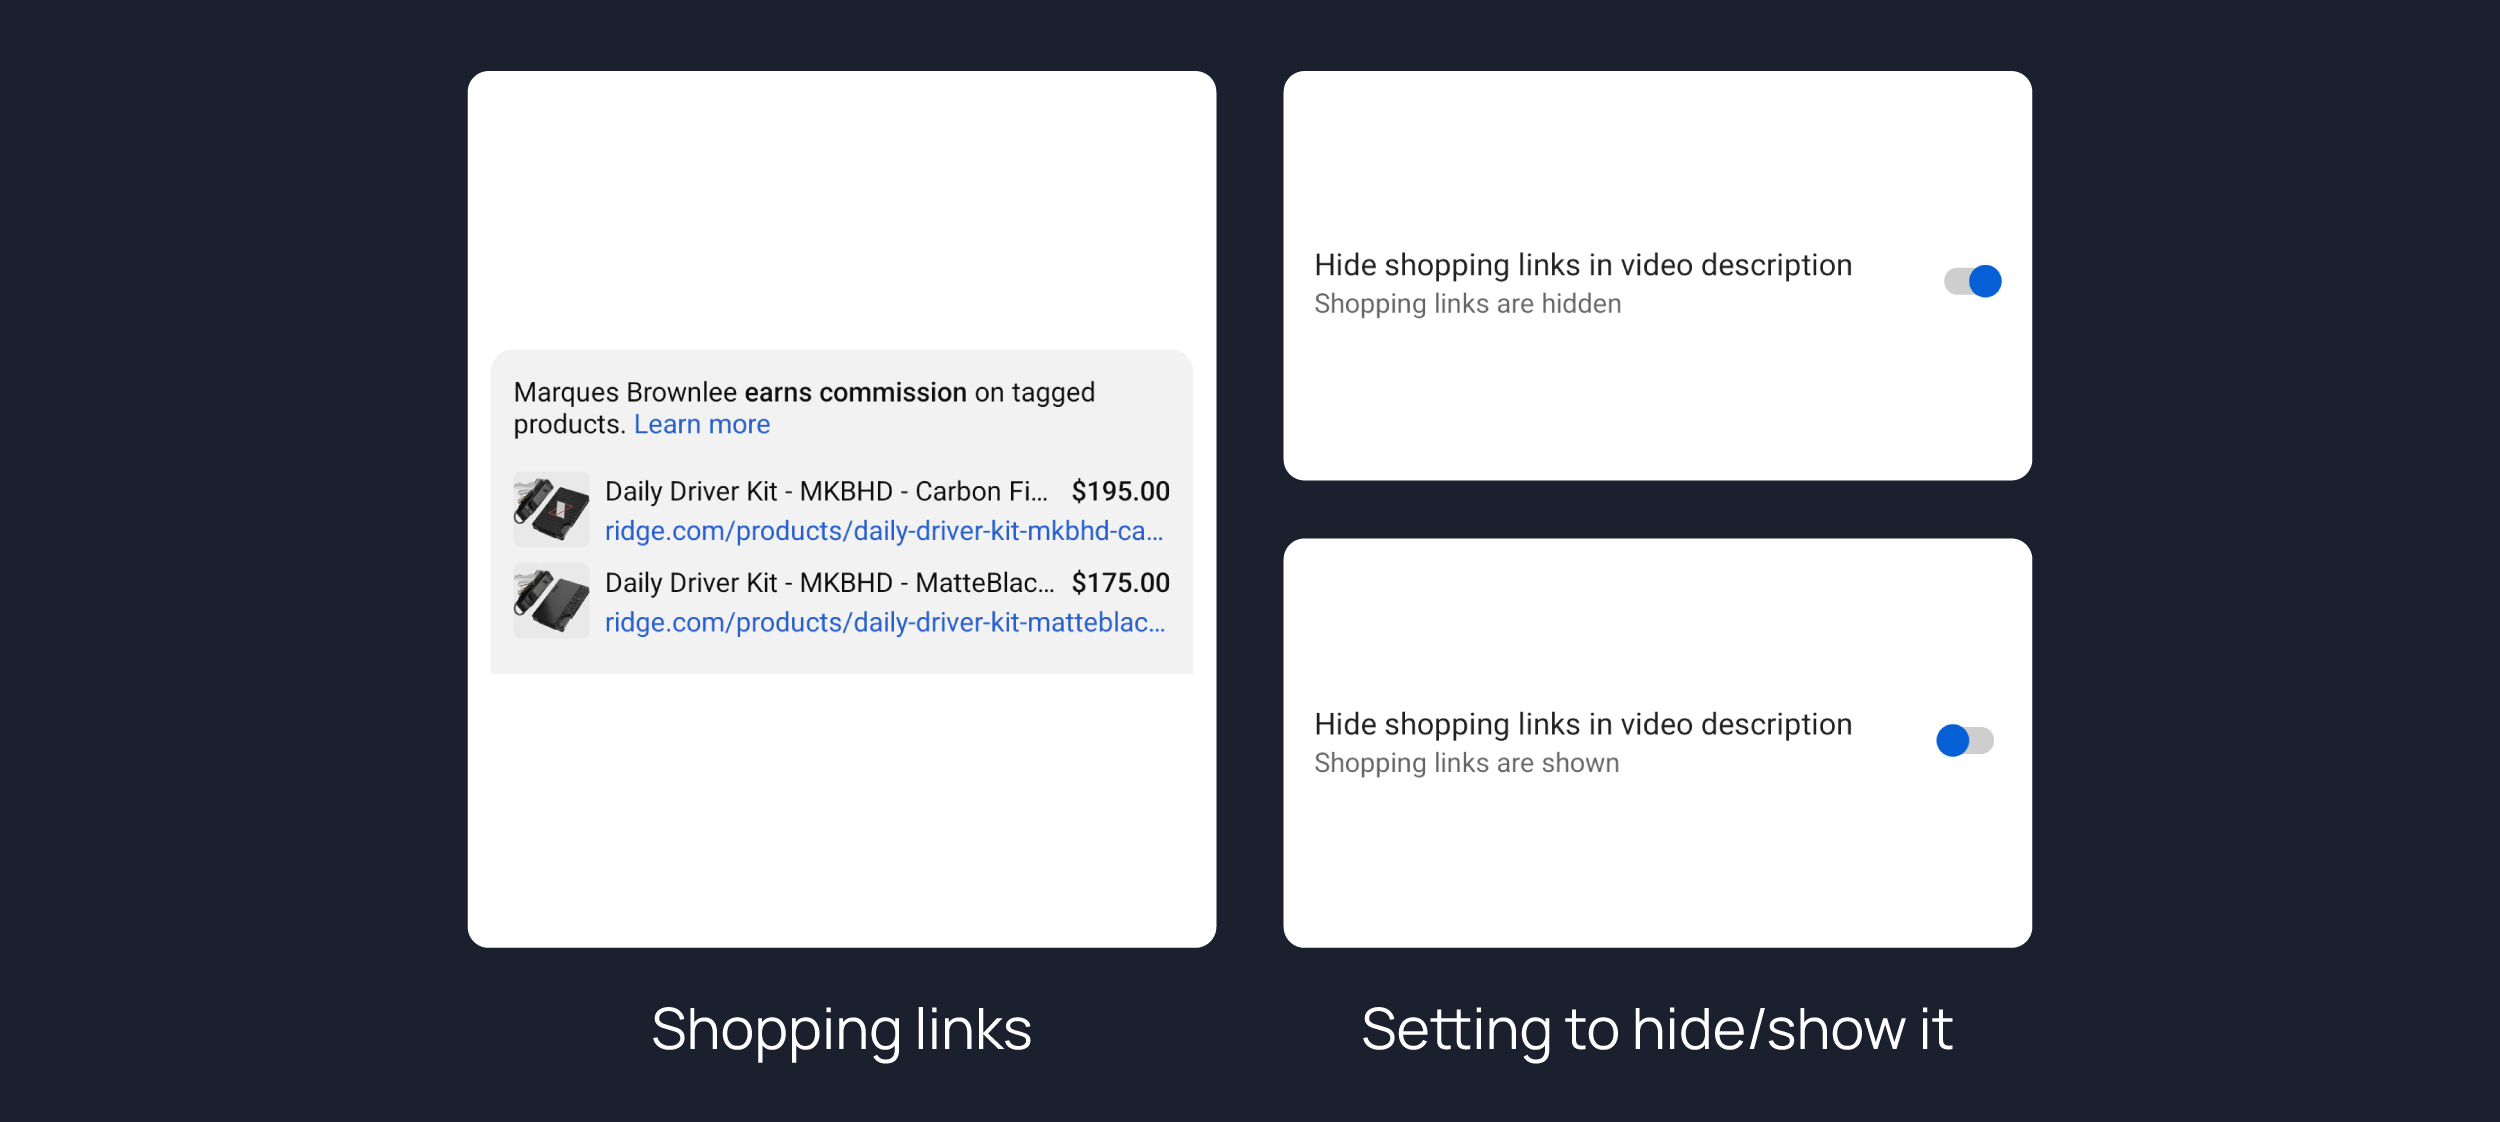 Marques Brownlee earns commission on tagged
products. Learn more
Daily Driver Kit - MKBHD - Carbon Fi... $195.00
ridge.com/products/daily-driver-kit-mkbhd-ca...
Daily Driver Kit - MKBHD - MatteBlac... $175.00
ridge.com/products/daily-driver-kit-matteblac...
Shopping links
Hide shopping links in video description
Shopping links are hidden
Hide shopping links in video description
Shopping links are shown
Setting to hide/show it